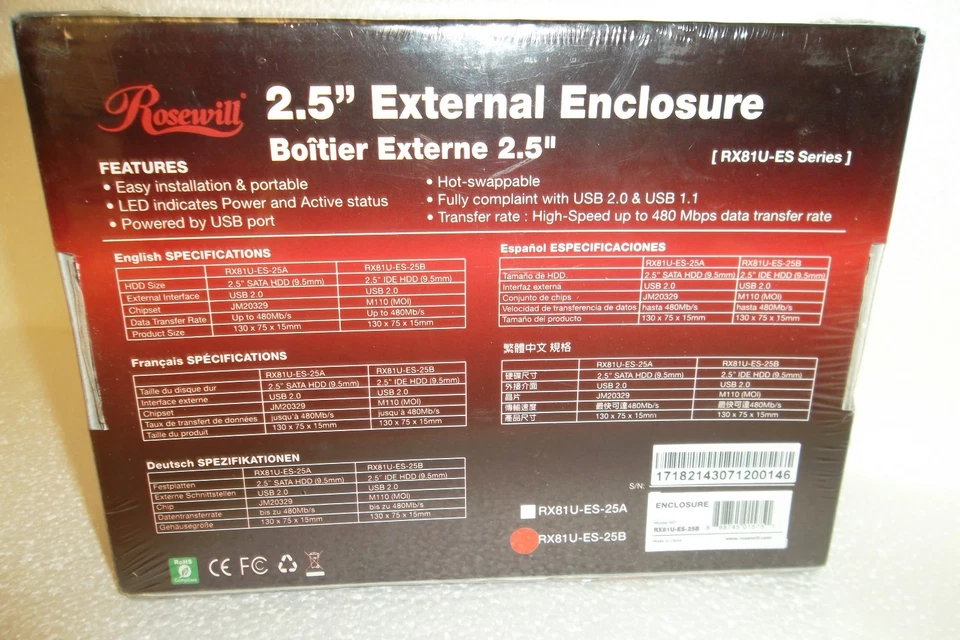 Rosewill
2.5” External Enclosure
Boîtier Externe 2.5"
[ RX81U-ES Series ]
FEATURES
• Easy installation & portable
• LED indicates Power and Active status
• Powered by USB port
• Hot-swappable
• Fully complaint with USB 2.0 & USB 1.1
• Transfer rate : High-Speed up to 480 Mbps data transfer rate
English SPECIFICATIONS
RX81U-ES-25A RX81U-ES-25B
HDD Size 2.5" SATA HDD (9.5mm) 2.5" IDE HDD (9.5mm)
External Interface USB 2.0 USB 2.0
Chipset JM20329 M110 (MOI)
Data Transfer Rate Up to 480Mb/s Up to 480Mb/s
Product Size 130 x 75 x 15mm 130 x 75 x 15mm
Español ESPECIFICACIONES
RX81U-ES-25A RX81U-ES-25B
Tamaño de HDD 2.5" SATA HDD (9.5mm) 2.5" IDE HDD (9.5mm)
Interfaz externa USB 2.0 USB 2.0
Conjunto de chips JM20329 M110 (MOI)
Velocidad de transferencia de datos hasta 480Mb/s hasta 480Mb/s
Tamaño del producto 130 x 75 x 15mm 130 x 75 x 15mm
Français SPÉCIFICATIONS
RX81U-ES-25A RX81U-ES-25B
Taille du disque dur 2.5" SATA HDD (9.5mm) 2.5" IDE HDD (9.5mm)
Interface externe USB 2.0 USB 2.0
Chipset JM20329 M110 (MOI)
Taux de transfert de données jusqu'à 480Mb/s jusqu'à 480Mb/s
Taille du produit 130 x 75 x 15mm 130 x 75 x 15mm
繁體中文 規格
RX81U-ES-25A RX81U-ES-25B
硬碟尺寸 2.5" SATA HDD (9.5mm) 2.5" IDE HDD (9.5mm)
外接介面 USB 2.0 USB 2.0
晶片 JM20329 M110 (MOI)
傳輸速度 最快可達480Mb/s 最快可達480Mb/s
產品尺寸 130 x 75 x 15mm 130 x 75 x 15mm
Deutsch SPEZIFIKATIONEN
RX81U-ES-25A RX81U-ES-25B
Festplatten 2.5" SATA HDD (9.5mm) 2.5" IDE HDD (9.5mm)
Externe Schnittstellen USB 2.0 USB 2.0
Chip JM20329 M110 (MOI)
Datentransferrate bis zu 480Mb/s bis zu 480Mb/s
Gehäusegröße 130 x 75 x 15mm 130 x 75 x 15mm
S/N: 17182143071200146
RX81U-ES-25A
RX81U-ES-25B
ENCLOSURE
Model NO
RX81U-ES-25B
Made in China
www.rosewill.com
RoHS
Compliant
CE FC